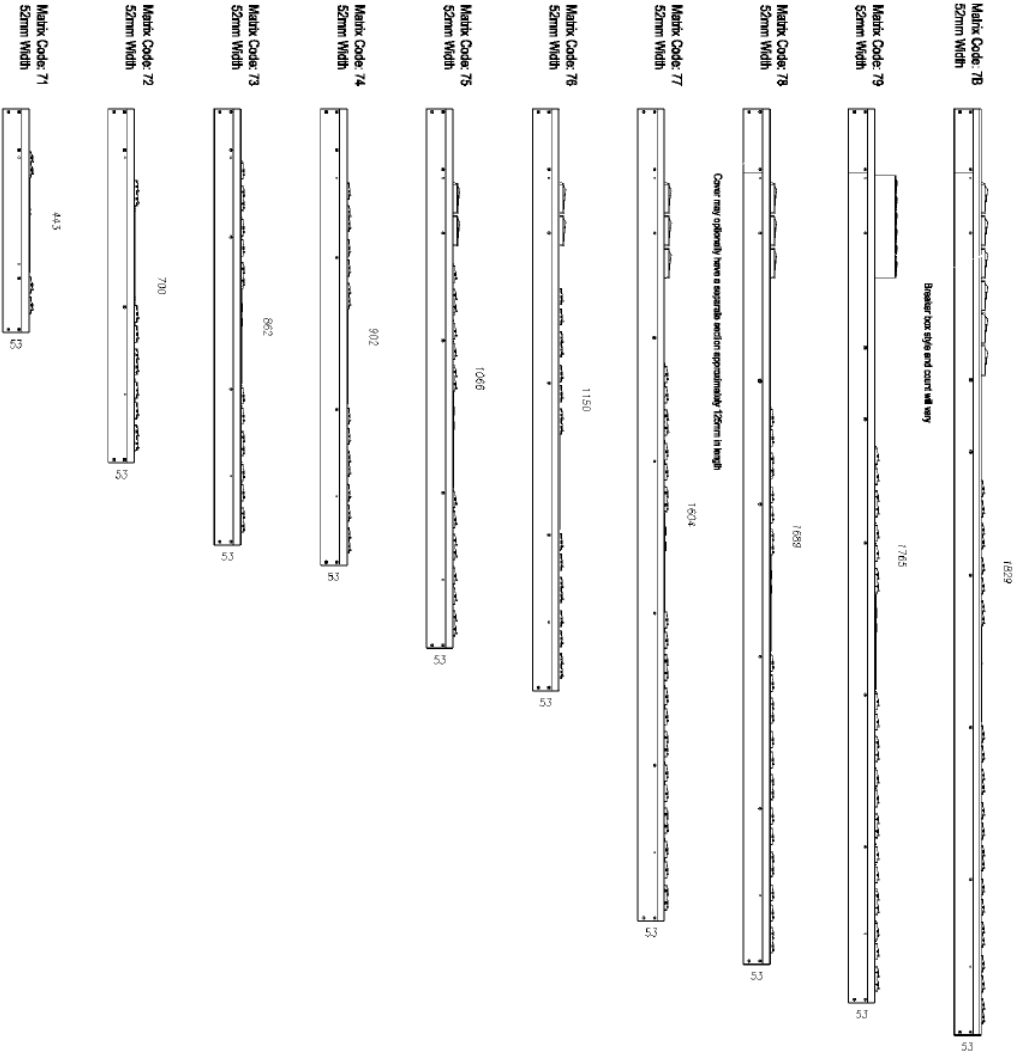 Matrix Code: 7B
52mm Width
1829
53
Breaker box style and count will vary
Matrix Code: 79
52mm Width
1765
53
Matrix Code: 78
52mm Width
1689
53
Cover may optionally have a separate section approximately 125mm in length
Matrix Code: 77
52mm Width
1604
53
Matrix Code: 76
52mm Width
1150
53
Matrix Code: 75
52mm Width
1066
53
Matrix Code: 74
52mm Width
902
53
Matrix Code: 73
52mm Width
862
53
Matrix Code: 72
52mm Width
700
53
Matrix Code: 71
52mm Width
443
53